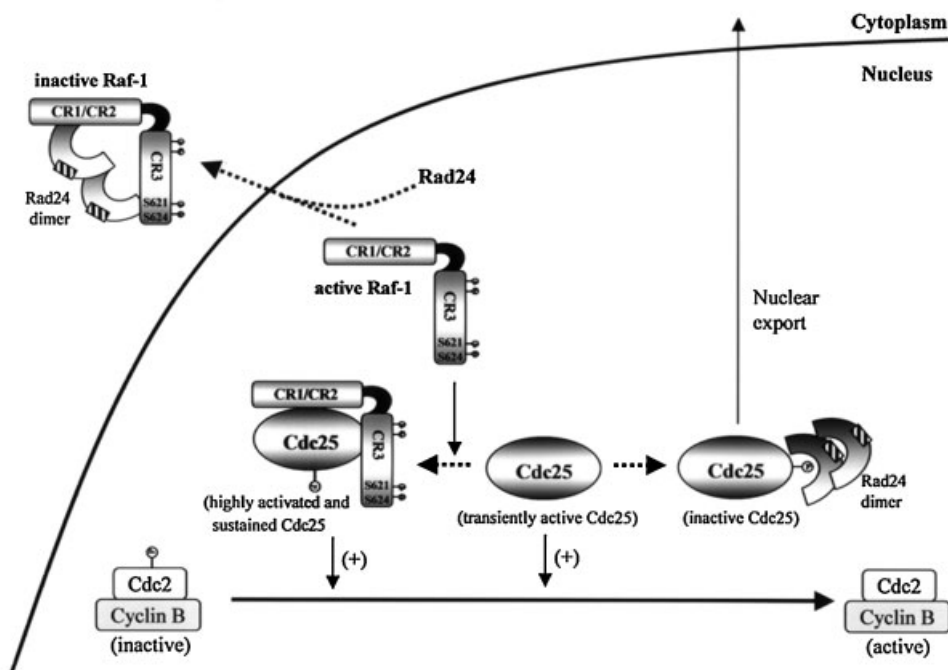 Cytoplasm
Nucleus
inactive Raf-1
CR1/CR2
CR3
S621
S624
Rad24
dimer
Rad24
CR1/CR2
active Raf-1
CR3
S621
S624
Nuclear
export
CR1/CR2
Cdc25
CR3
S621
S624
(highly activated and
sustained Cdc25
Cdc25
(transiently active Cdc25)
Cdc25
P
(inactive Cdc25)
Rad24
dimer
(+)
(+)
Cdc2
Cyclin B
(inactive)
Cdc2
Cyclin B
(active)